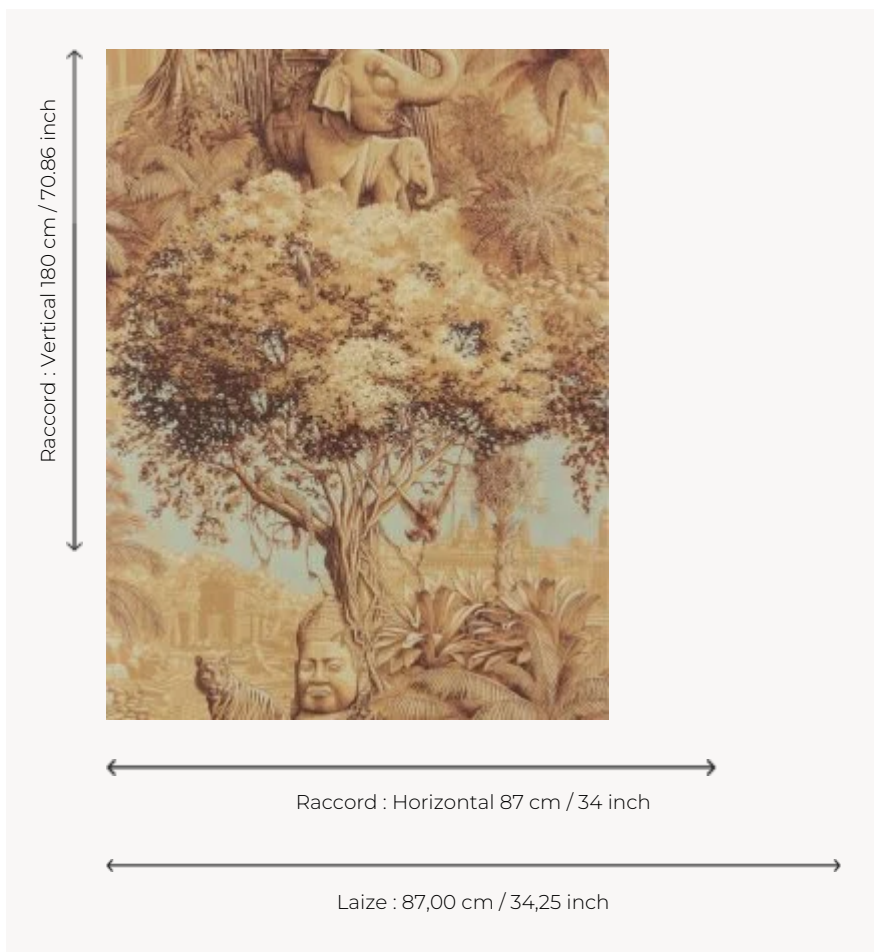 Raccord : Vertical 180 cm / 70.86 inch
Raccord : Horizontal 87 cm / 34 inch
Laize : 87,00 cm / 34,25 inch